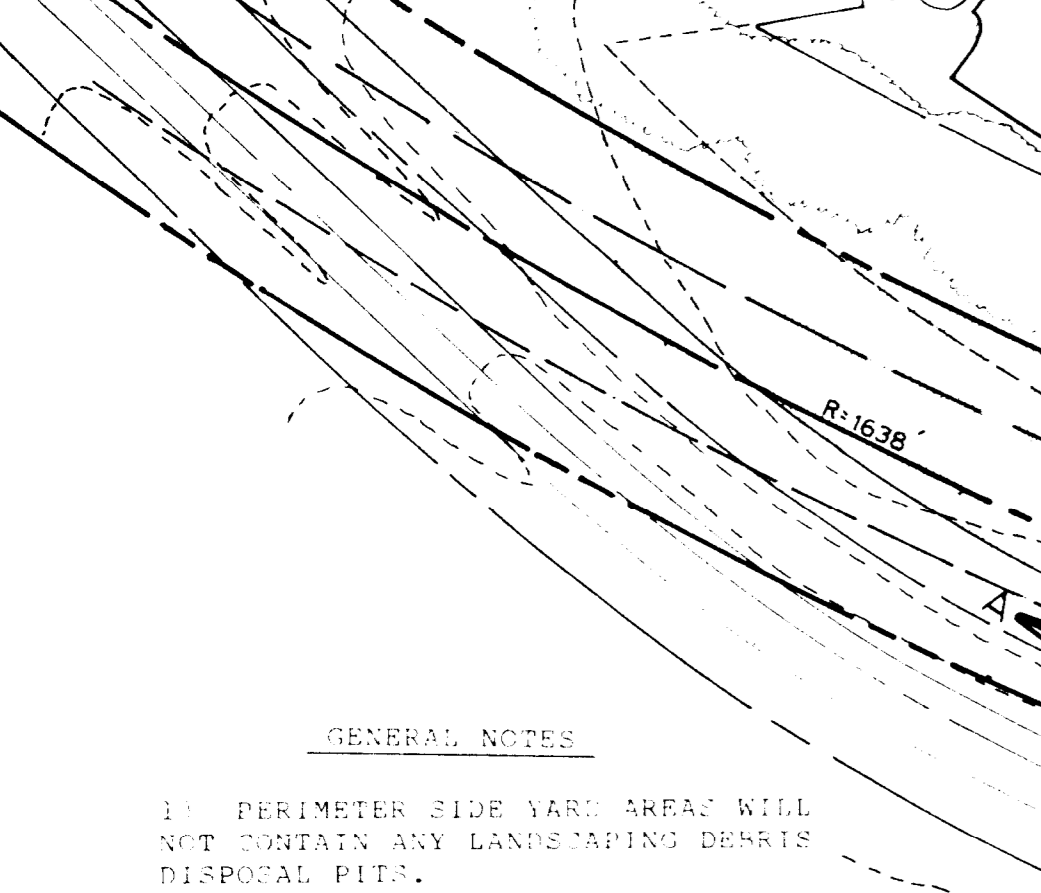 R=1638'
A
GENERAL NOTES
1) PERIMETER SIDE YARD AREAS WILL
NOT CONTAIN ANY LANDSCAPING DEBRIS
DISPOSAL PITS.